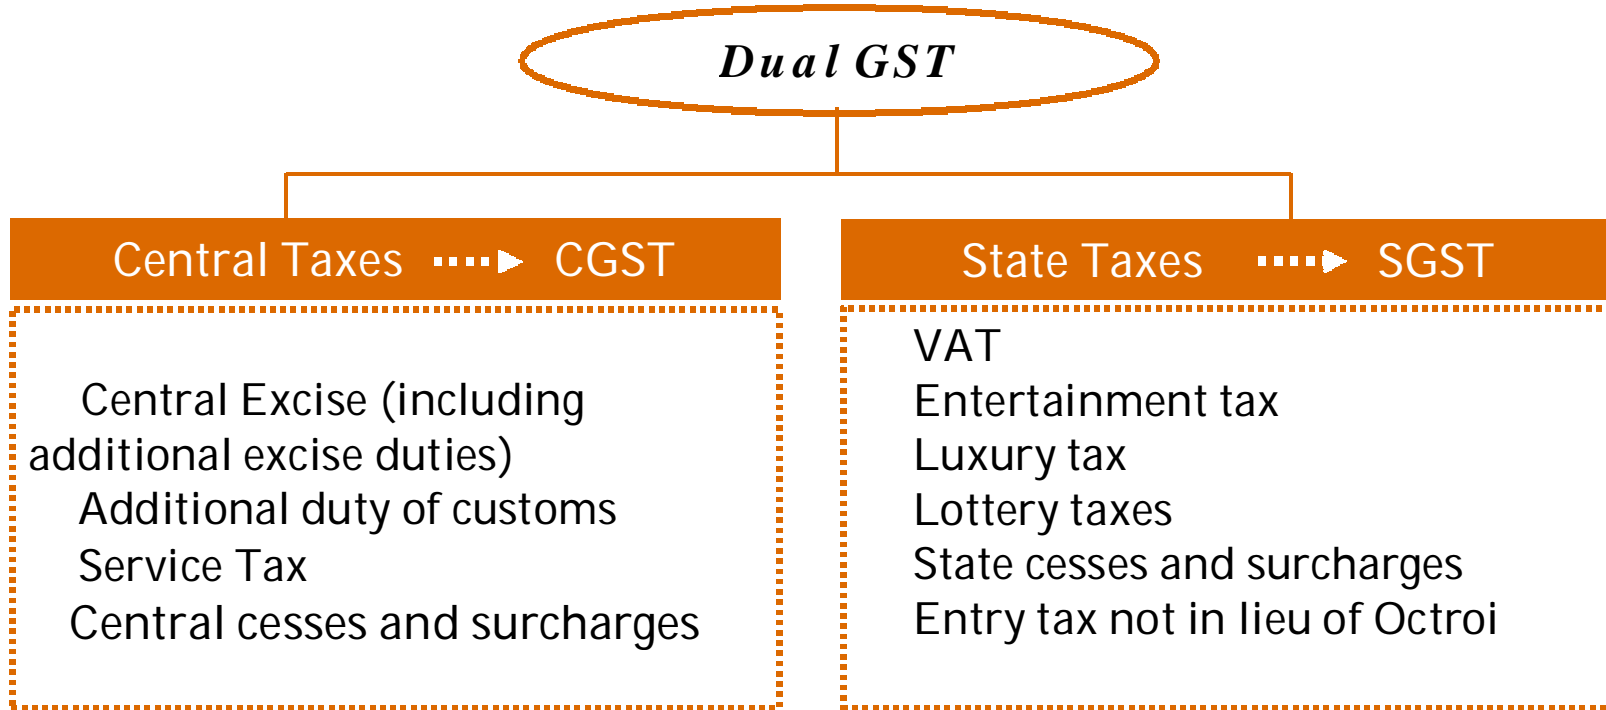 Dual GST
Central Taxes CGST
Central Excise (including
additional excise duties)
Additional duty of customs
Service Tax
Central cesses and surcharges
State Taxes SGST
VAT
Entertainment tax
Luxury tax
Lottery taxes
State cesses and surcharges
Entry tax not in lieu of Octroi